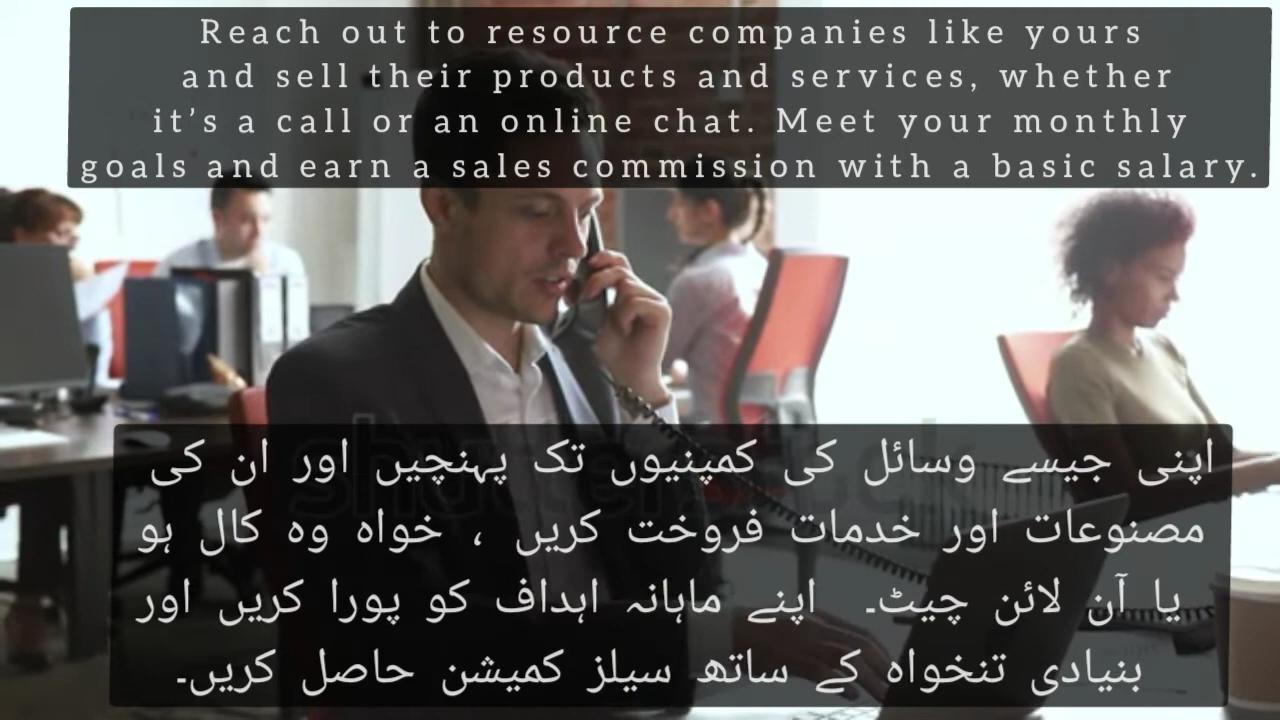 Reach out to resource companies like yours
and sell their products and services, whether
it’s a call or an online chat. Meet your monthly
goals and earn a sales commission with a basic salary.
اپنی جیسے وسائل کی کمپنیوں تک پہنچیں اور ان کی
مصنوعات اور خدمات فروخت کریں ، خواہ وہ کال ہو
یا آن لائن چیٹ۔ اپنے ماہانہ اہداف کو پورا کریں اور
بنیادی تنخواہ کے ساتھ سیلز کمیشن حاصل کریں۔